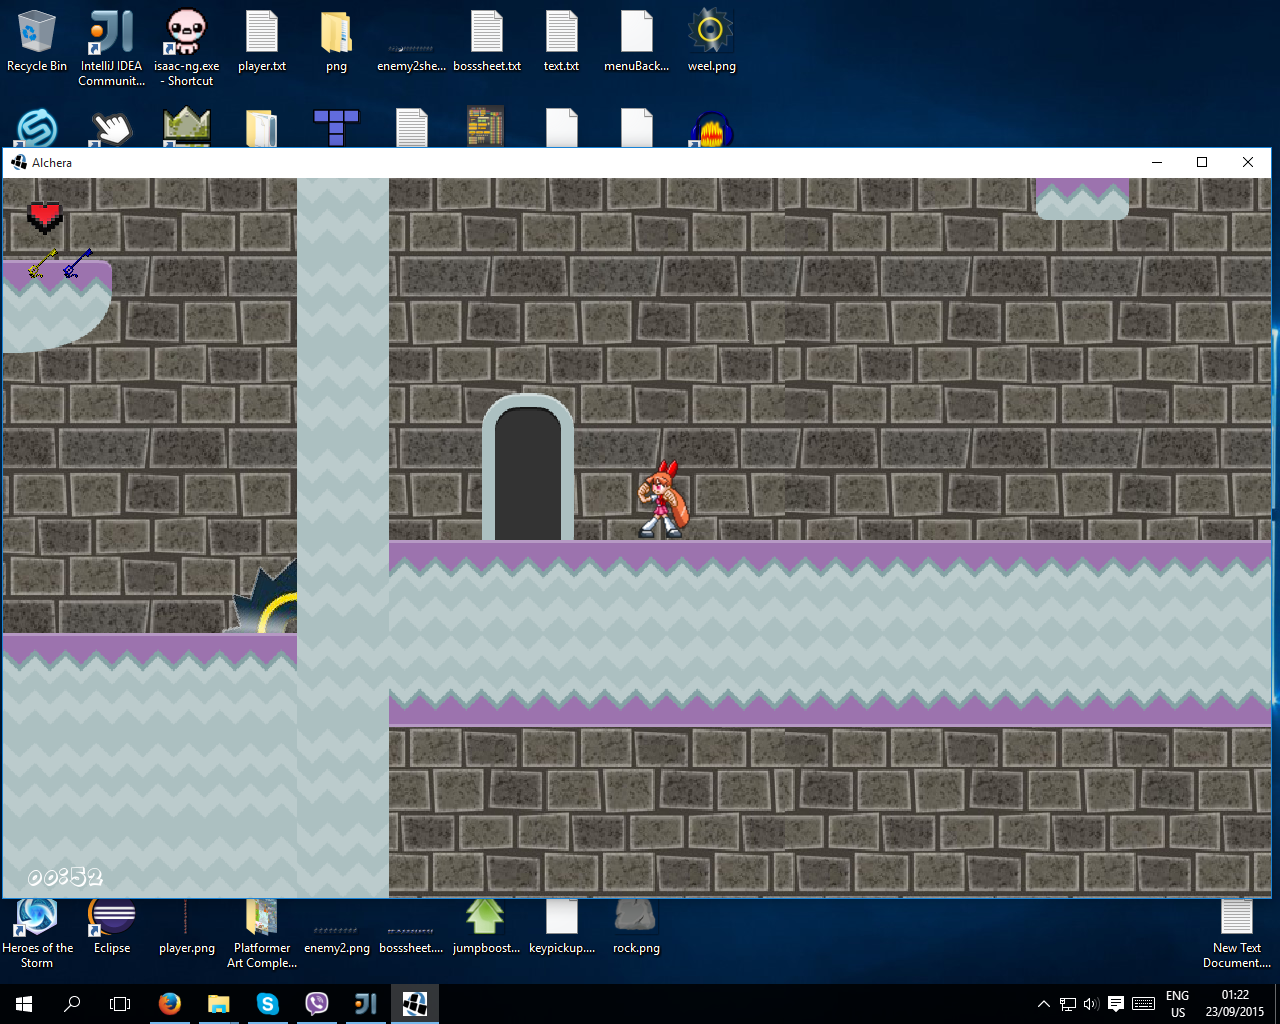 Recycle Bin
IntelliJ IDEA
Communit...
isaac-ng.exe
- Shortcut
player.txt
png
enemy2she...
bosssheet.txt
text.txt
menuBack...
weel.png
Alchera
00:52
Heroes of the
Storm
Eclipse
player.png
Platformer
Art Comple...
enemy2.png
bosssheet....
jumpboost...
keypickup....
rock.png
New Text
Document....
ENG
US
01:22
23/09/2015